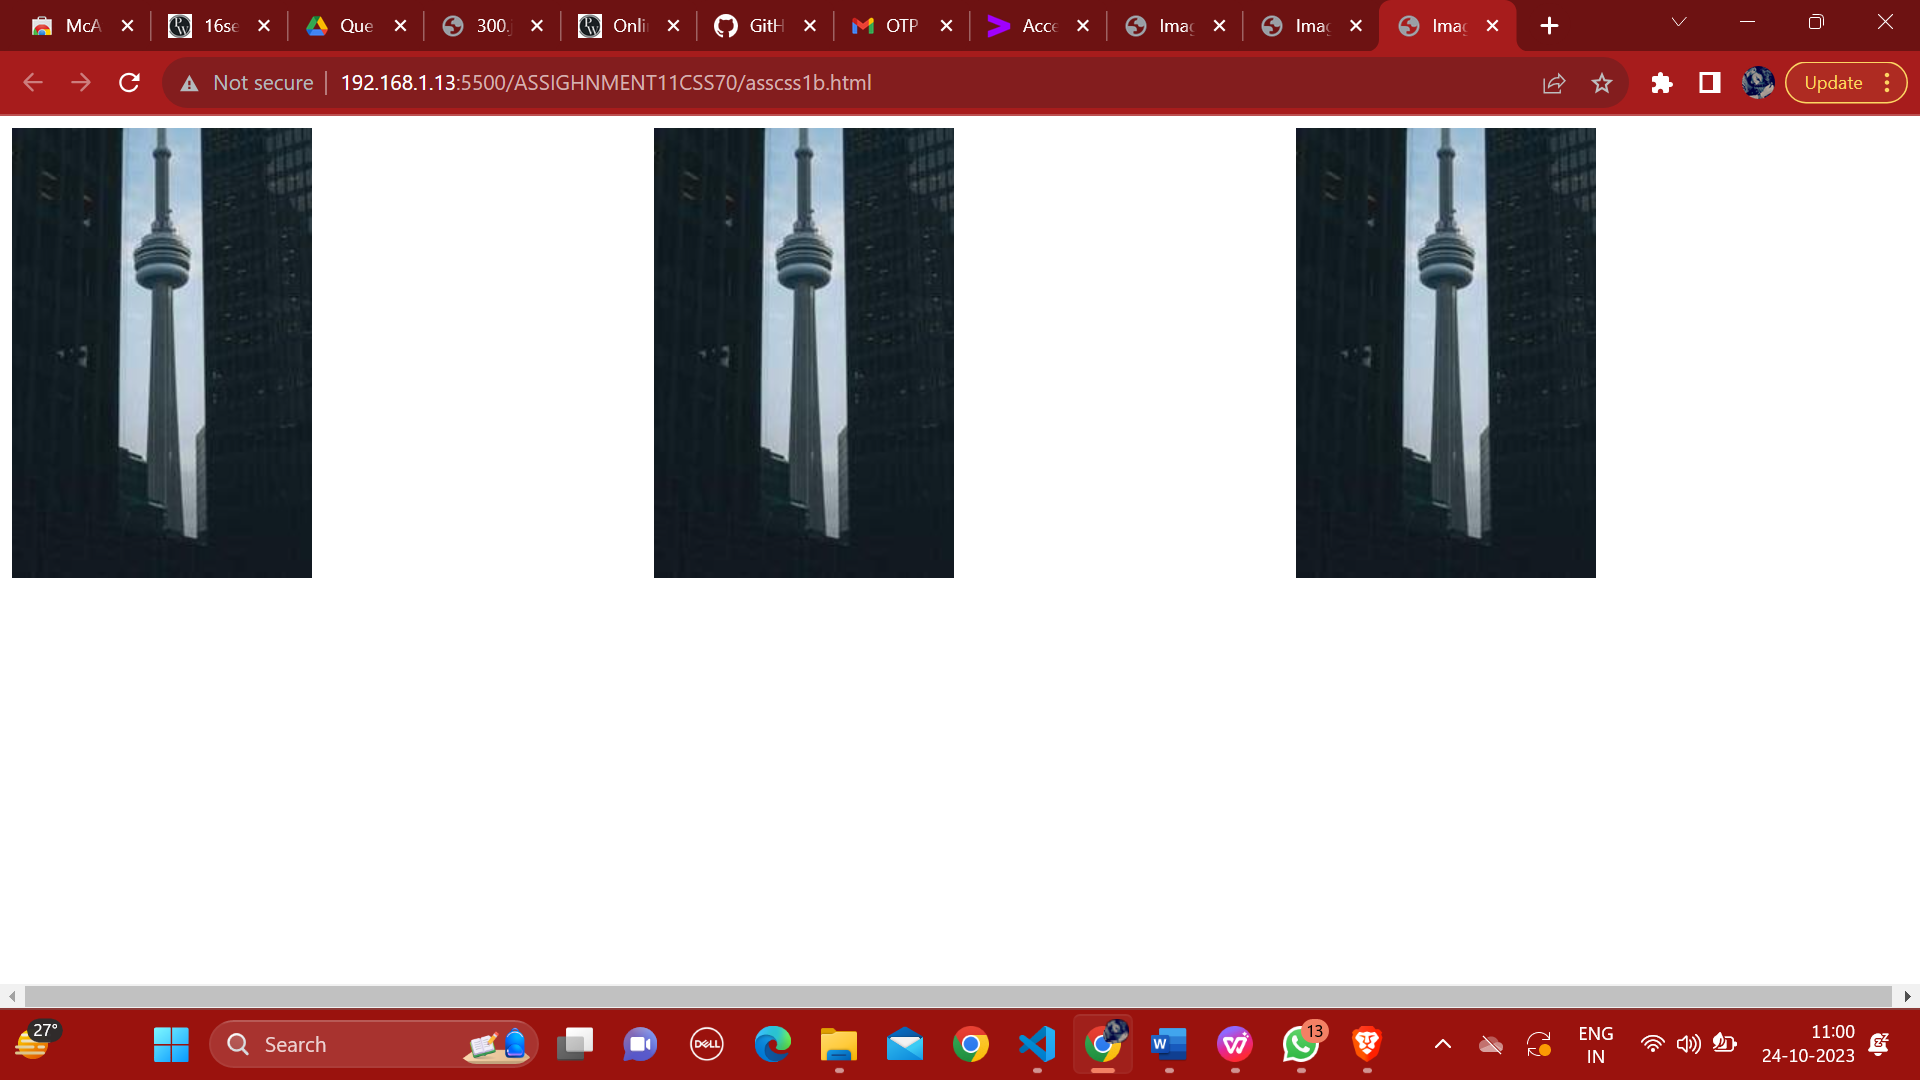 McA
16se
Que
300.j
Onli
GitH
OTP
Acce
Imag
Imag
Imag
Not secure
192.168.1.13:5500/ASSIGHNMENT11CSS70/asscss1b.html
Update
27°
Search
DELL
W
13
ENG
IN
11:00
24-10-2023